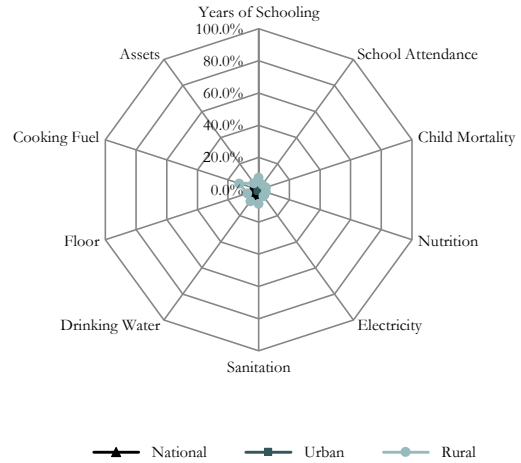 Years of Schooling
100.0%
Assets
School Attendance
80.0%
60.0%
40.0%
Cooking Fuel
Child Mortality
20.0%
0.0%
Floor
Nutrition
Drinking Water
Electricity
Sanitation
National Urban Rural